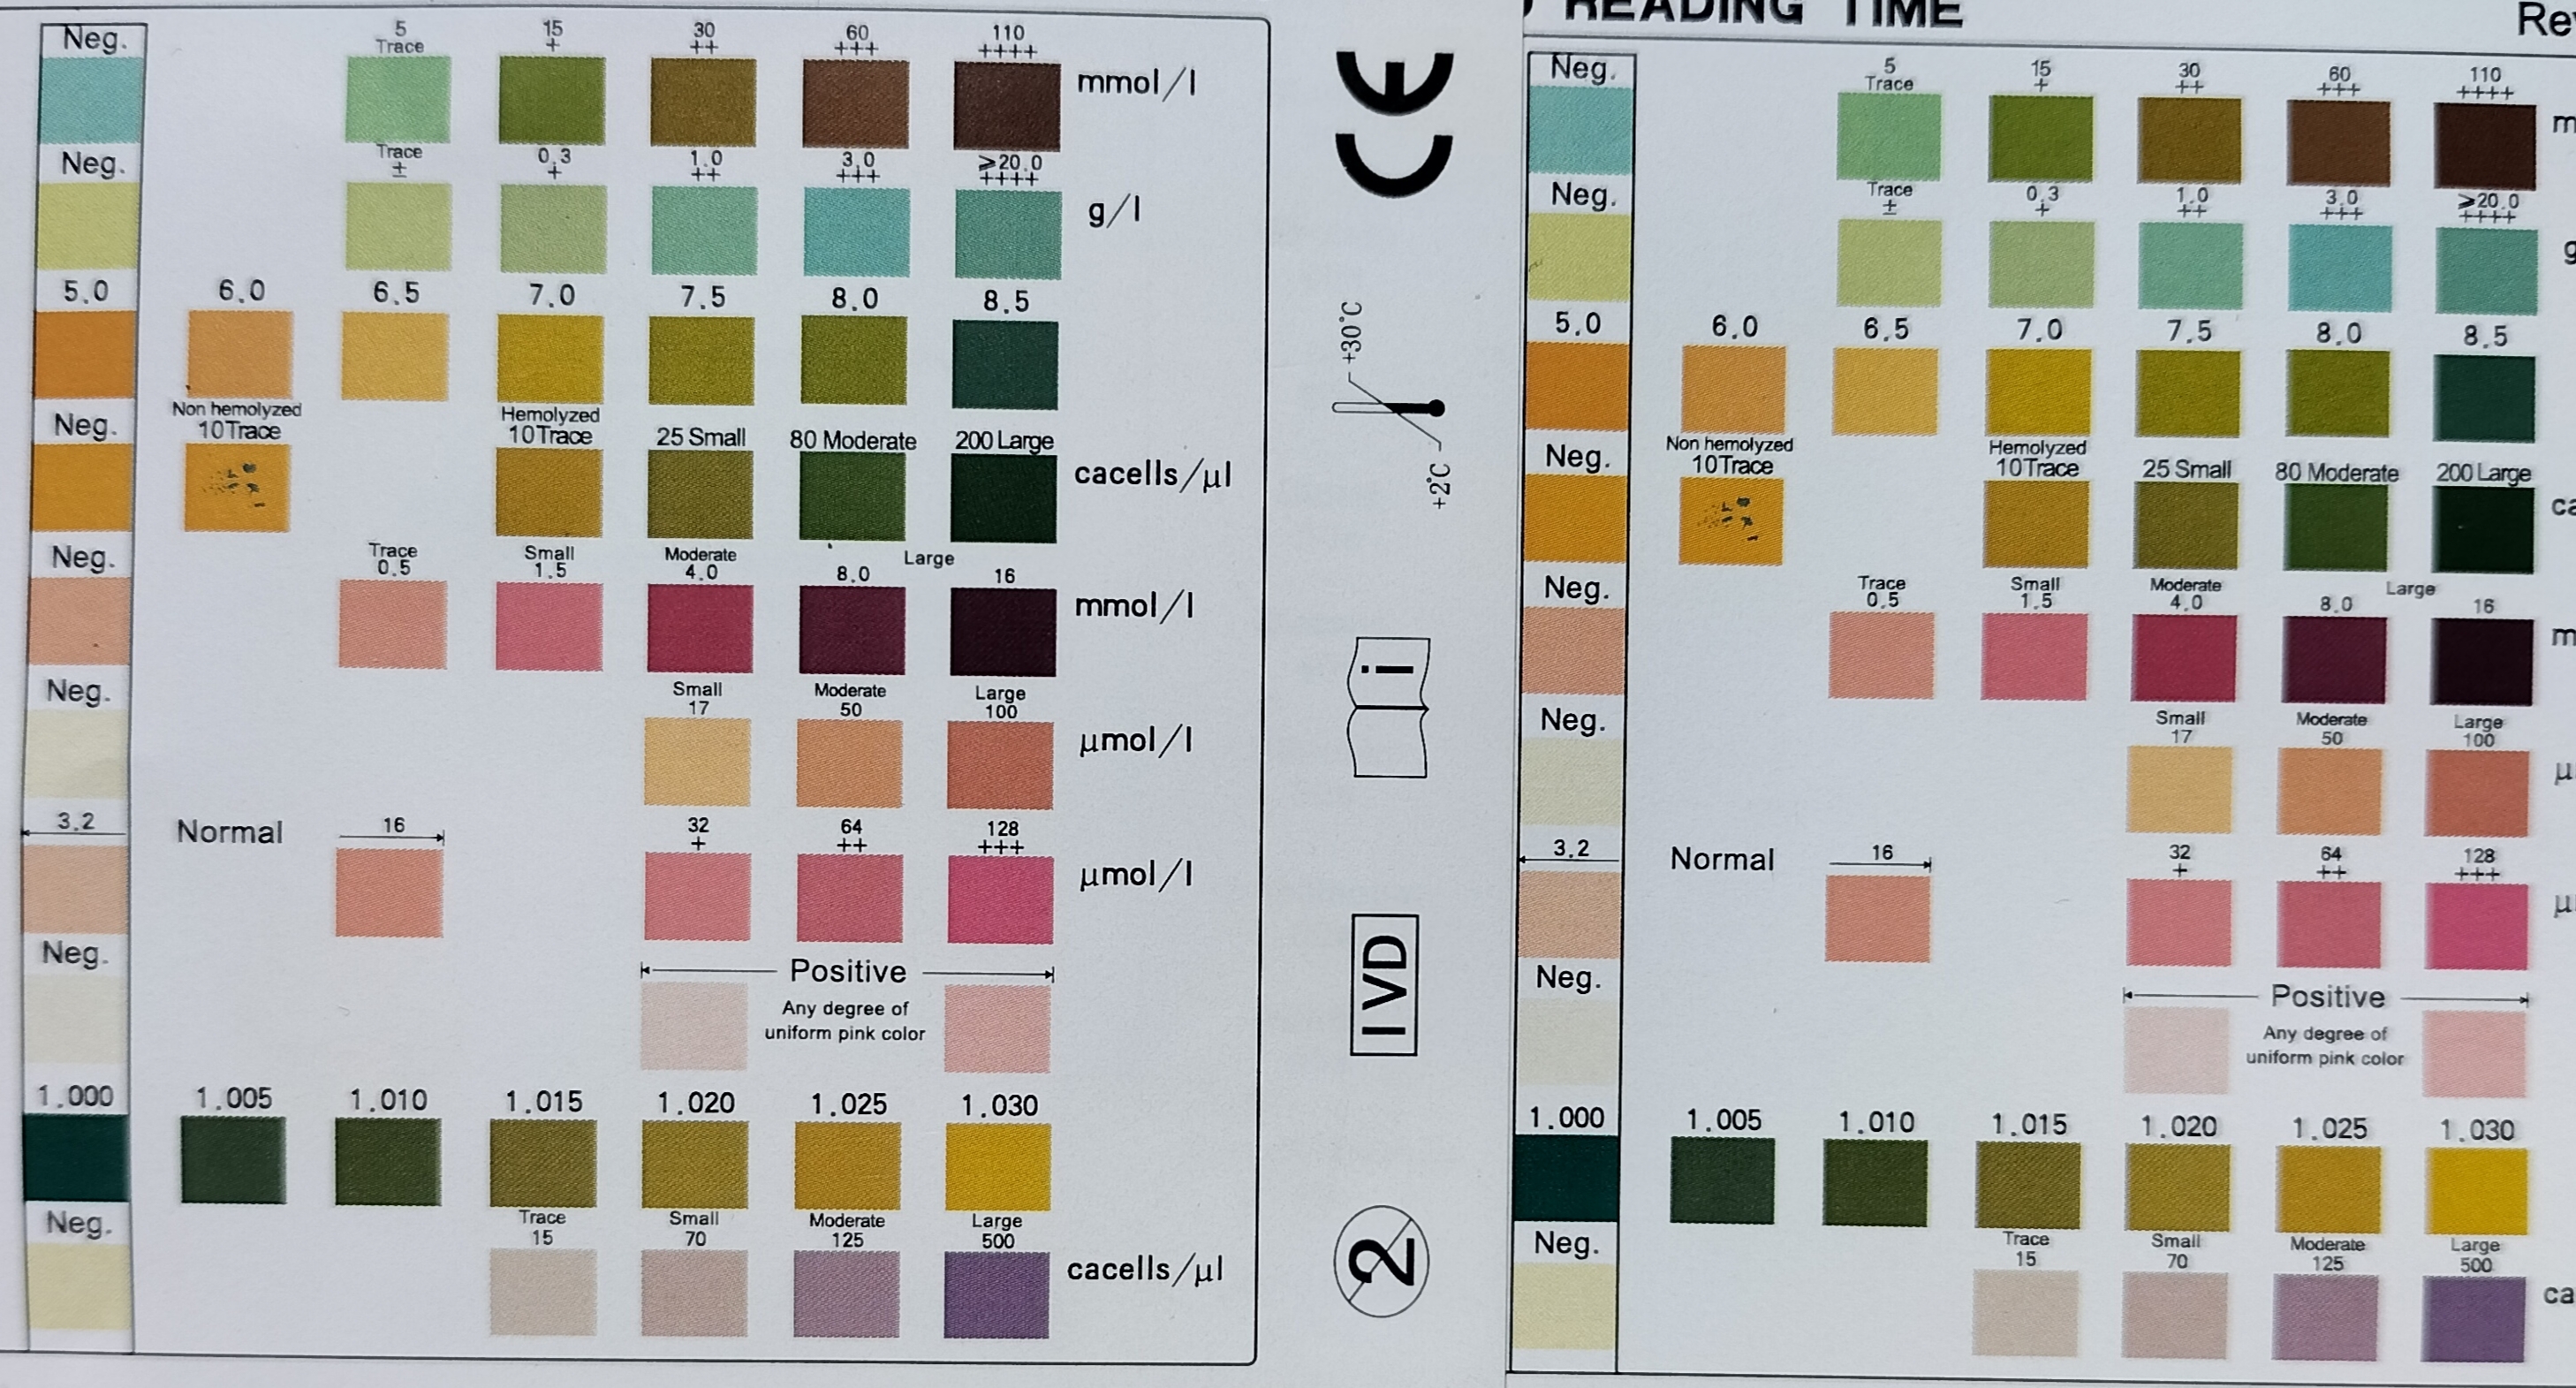 Neg.
5
Trace
15
+
30
++
60
+++
110
++++
mmol/l
Neg.
Trace
±
0.3
+
1.0
++
3.0
+++
≥20.0
++++
g/l
5.0 6.0 6.5 7.0 7.5 8.0 8.5
Neg.
Non hemolyzed
10 Trace
Hemolyzed
10 Trace
25 Small
80 Moderate
200 Large
cacells/µl
Neg.
Trace
0.5
Small
1.5
Moderate
4.0
Large
8.0
16
mmol/l
Neg.
Small
17
Moderate
50
Large
100
µmol/l
3.2
Normal
16
32
+
64
++
128
+++
µmol/l
Neg.
Positive
Any degree of
uniform pink color
1.000 1.005 1.010 1.015 1.020 1.025 1.030
Neg.
Trace
15
Small
70
Moderate
125
Large
500
cacells/µl
CE
+30°C
+2°C
i
IVD
2
READING TIME
Neg.
5
Trace
15
+
30
++
60
+++
110
++++
Neg.
Trace
±
0.3
+
1.0
++
3.0
+++
≥20.0
++++
5.0 6.0 6.5 7.0 7.5 8.0 8.5
Neg.
Non hemolyzed
10 Trace
Hemolyzed
10 Trace
25 Small
80 Moderate
200 Large
Neg.
Trace
0.5
Small
1.5
Moderate
4.0
Large
8.0
16
Neg.
Small
17
Moderate
50
Large
100
3.2
Normal
16
32
+
64
++
128
+++
Neg.
Positive
Any degree of
uniform pink color
1.000 1.005 1.010 1.015 1.020 1.025 1.030
Neg.
Trace
15
Small
70
Moderate
125
Large
500